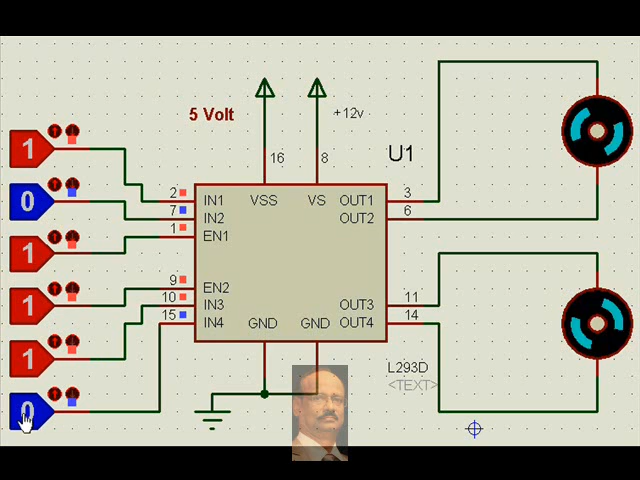 5 Volt
+12v
U1
16
8
1
0
1
1
1
0
2
7
1
9
10
15
IN1
IN2
EN1
EN2
IN3
IN4
VSS
VS
OUT1
OUT2
OUT3
OUT4
GND
GND
3
6
11
14
L293D
<TEXT>